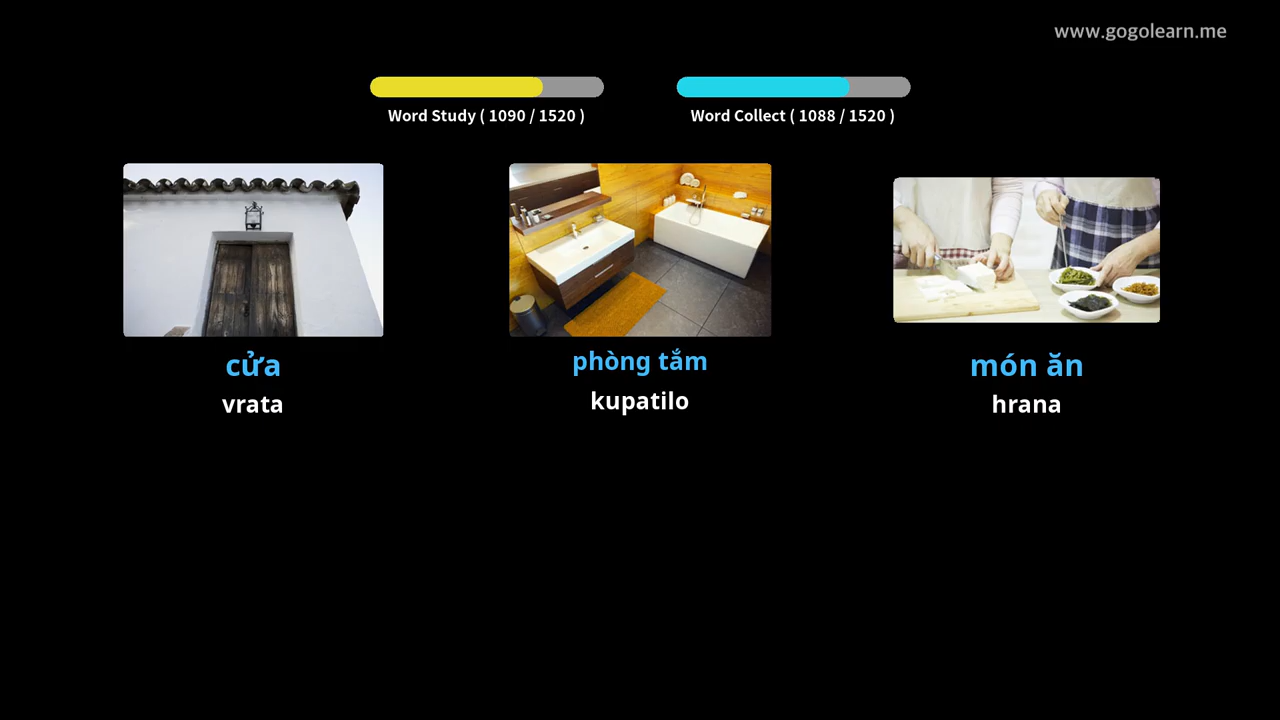 www.gogolearn.me
Word Study ( 1090 / 1520 )
Word Collect ( 1088 / 1520 )
cửa
vrata
phòng tắm
kupatilo
món ăn
hrana